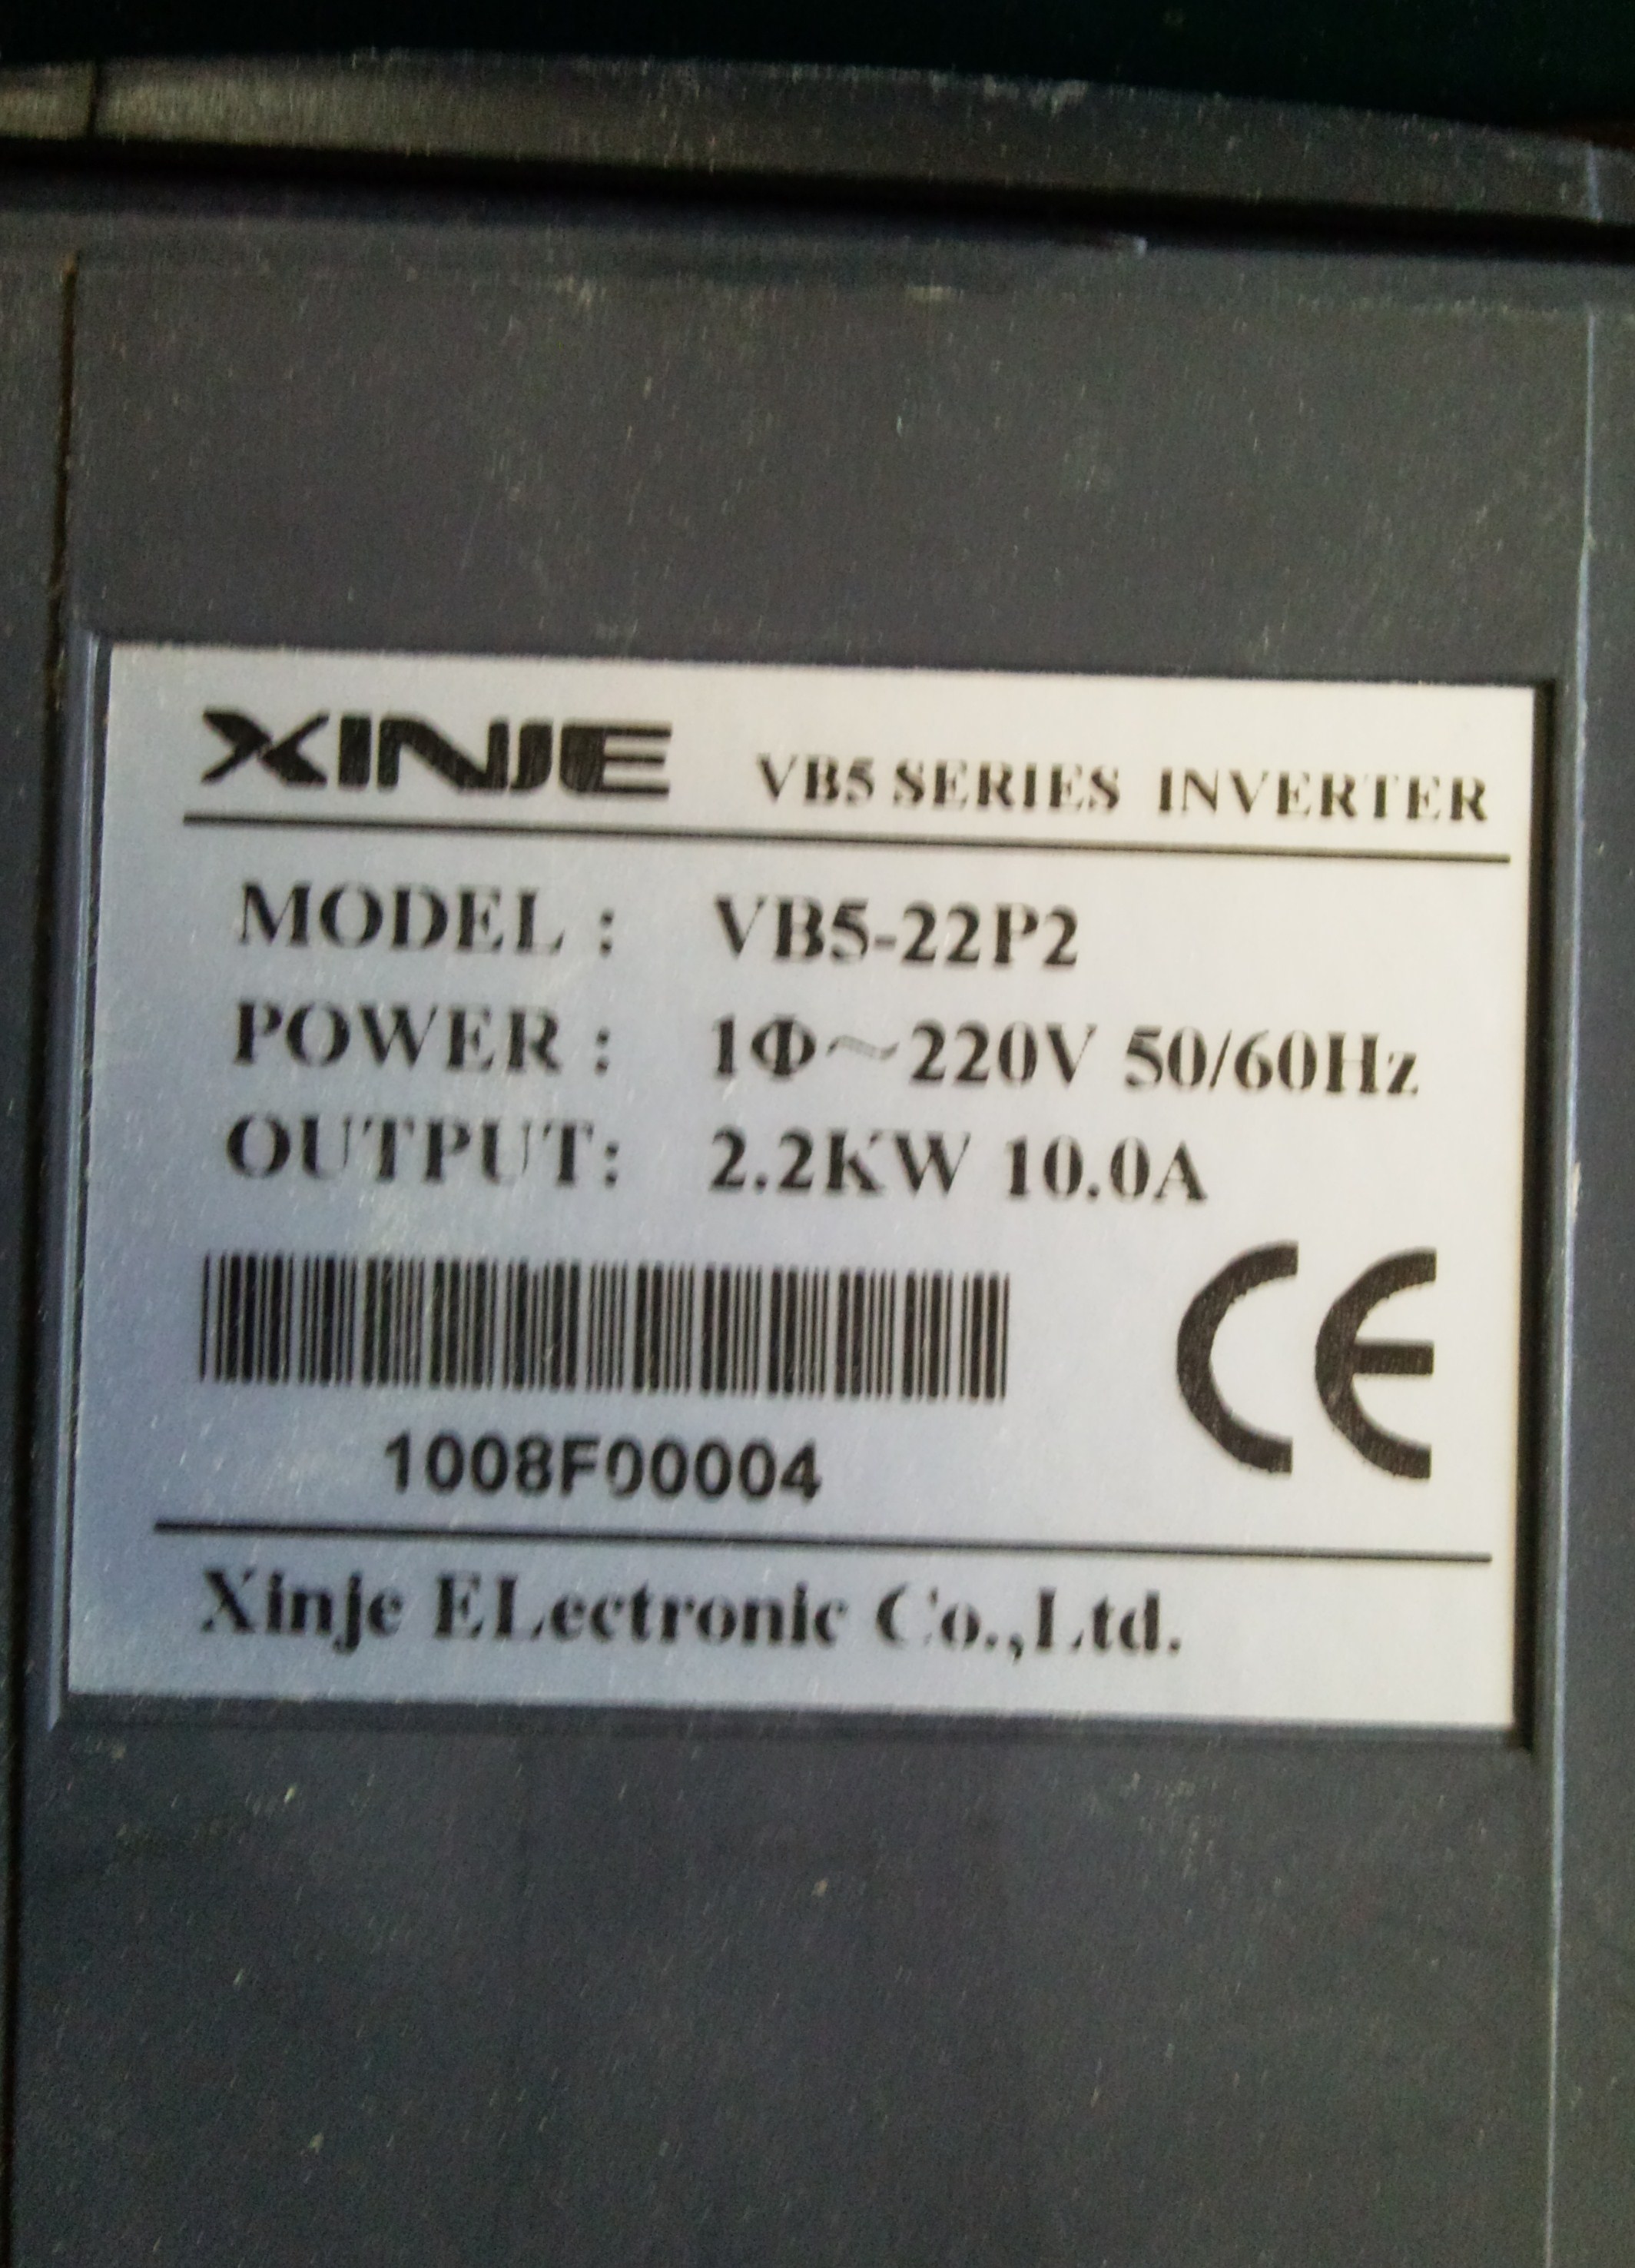 XINJE VB5 SERIES INVERTER
MODEL : VB5-22P2
POWER : 1Φ～220V 50/60Hz
OUTPUT: 2.2KW 10.0A
1008F00004
CE
Xinje ELectronic Co.,Ltd.